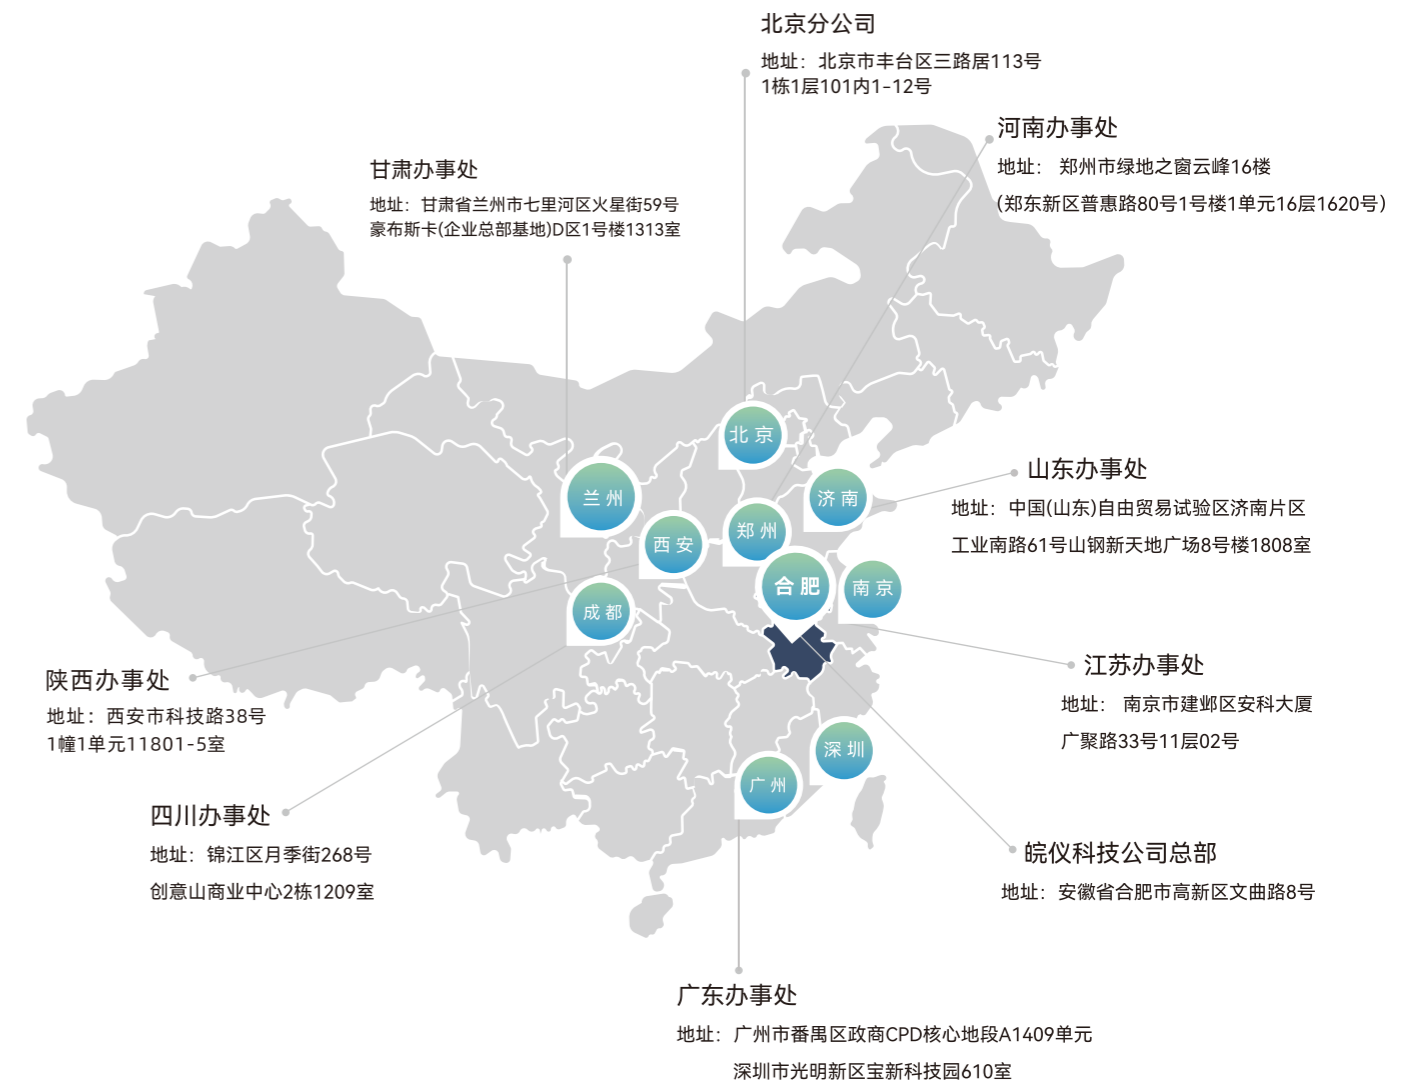 北京分公司
地址：北京市丰台区三路居113号
1栋1层101内1-12号
河南办事处
地址： 郑州市绿地之窗云峰16楼
(郑东新区普惠路80号1号楼1单元16层1620号)
甘肃办事处
地址：甘肃省兰州市七里河区火星街59号
豪布斯卡(企业总部基地)D区1号楼1313室
北京
兰州
济南
郑州
西安
合肥
南京
成都
深圳
广州
山东办事处
地址：中国(山东)自由贸易试验区济南片区
工业南路61号山钢新天地广场8号楼1808室
江苏办事处
地址： 南京市建邺区安科大厦
广聚路33号11层02号
陕西办事处
地址：西安市科技路38号
1幢1单元11801-5室
四川办事处
地址：锦江区月季街268号
创意山商业中心2栋1209室
皖仪科技公司总部
地址：安徽省合肥市高新区文曲路8号
广东办事处
地址：广州市番禺区政商CPD核心地段A1409单元
深圳市光明新区宝新科技园610室